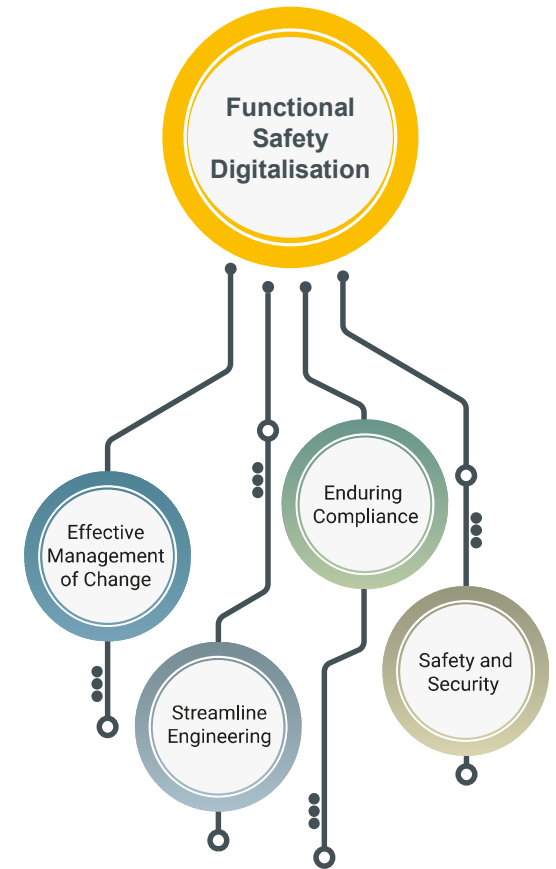 Functional
Safety
Digitalisation
Effective
Management
of Change
Streamline
Engineering
Enduring
Compliance
Safety and
Security